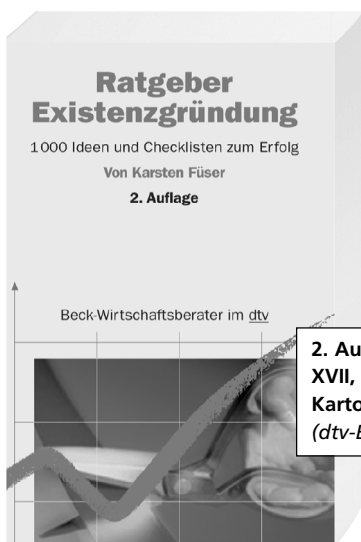 Ratgeber
Existenzgründung
1000 Ideen und Checklisten zum Erfolg
Von Karsten Füser
2. Auflage
Beck-Wirtschaftsberater im dtv
2. Au
XVII,
Karto
(dtv-B